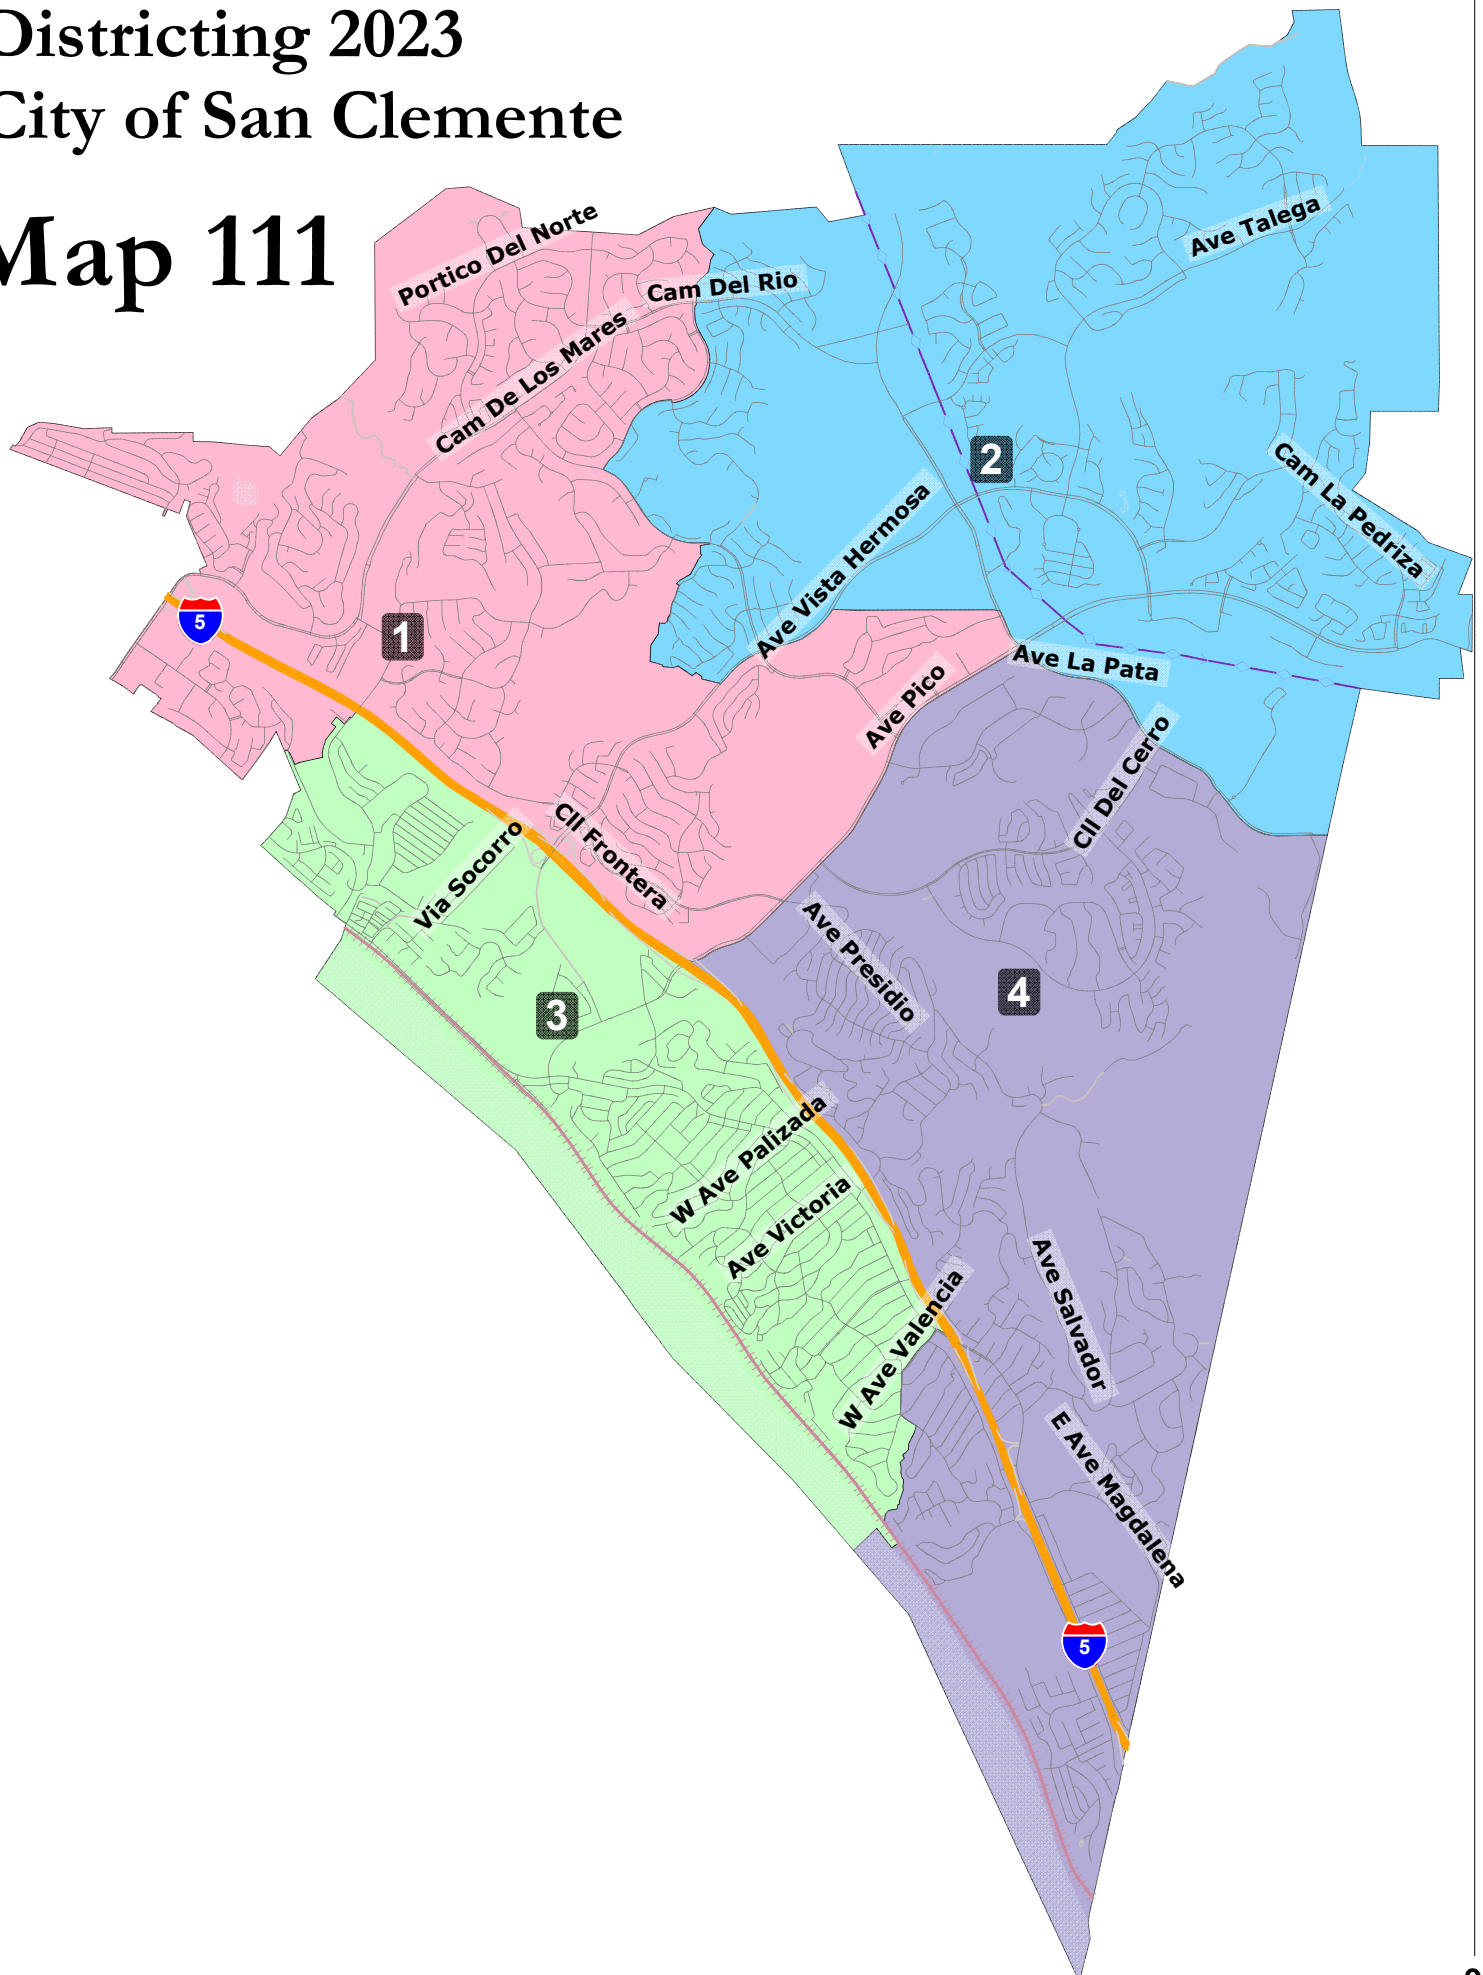 Districting 2023
City of San Clemente
Map 111
Portico Del Norte
Cam Del Rio
Cam De Los Mares
Ave Talega
2
Cam La Pedriza
Ave Vista Hermosa
5
1
Ave La Pata
Ave Pico
Cll Del Cerro
Cll Frontera
Via Socorro
Ave Presidio
4
3
W Ave Palizada
Ave Victoria
W Ave Valencia
Ave Salvador
E Ave Magdalena
5